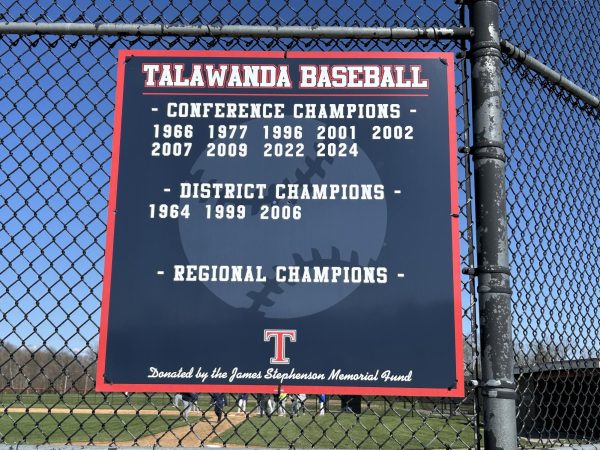 TALAWANDA BASEBALL
- CONFERENCE CHAMPIONS -
1966 1977 1996 2001 2002
2007 2009 2022 2024
- DISTRICT CHAMPIONS -
1964 1999 2006
- REGIONAL CHAMPIONS -
T
Donated by the James Stephenson Memorial Fund